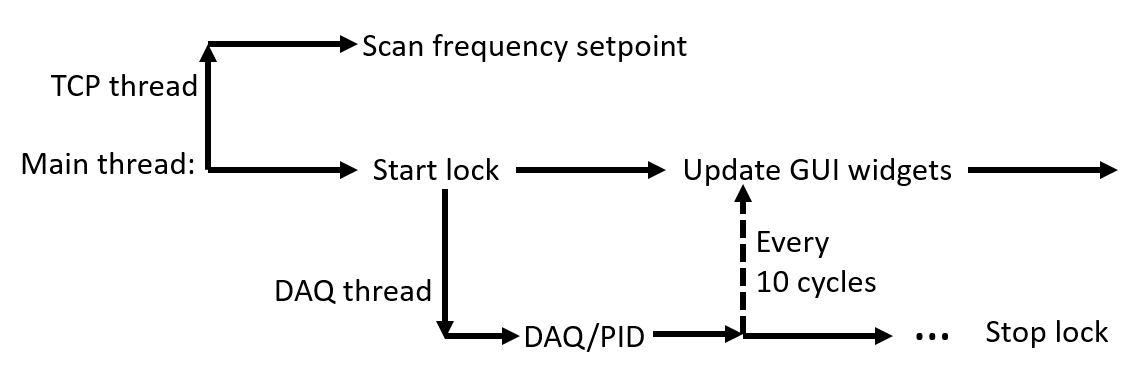 Scan frequency setpoint
TCP thread
Main thread:
Start lock
Update GUI widgets
Every
10 cycles
DAQ thread
DAQ/PID
... Stop lock